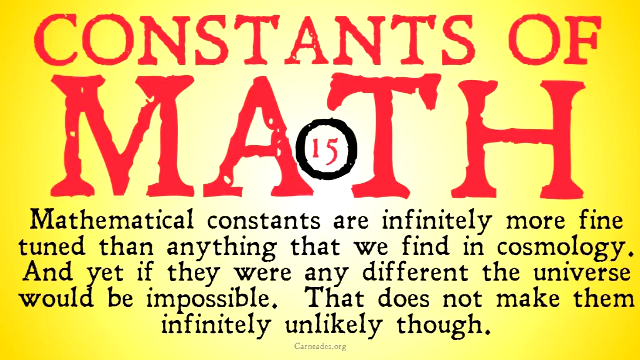 CONSTANTS OF
MATH
15
Mathematical constants are infinitely more fine
tuned than anything that we find in cosmology.
And yet if they were any different the universe
would be impossible. That does not make them
infinitely unlikely though.
Carneades.org